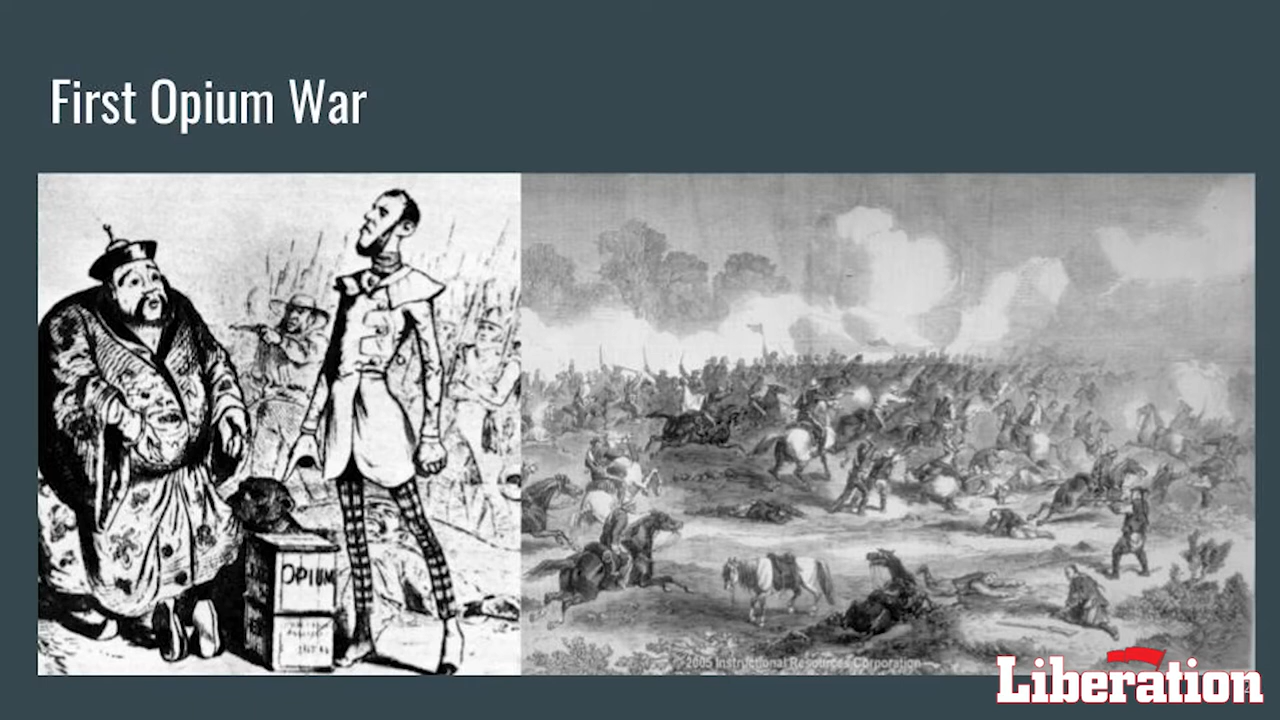 First Opium War
OPIUM
©2005 Instructional Resources Corporation
Liberation